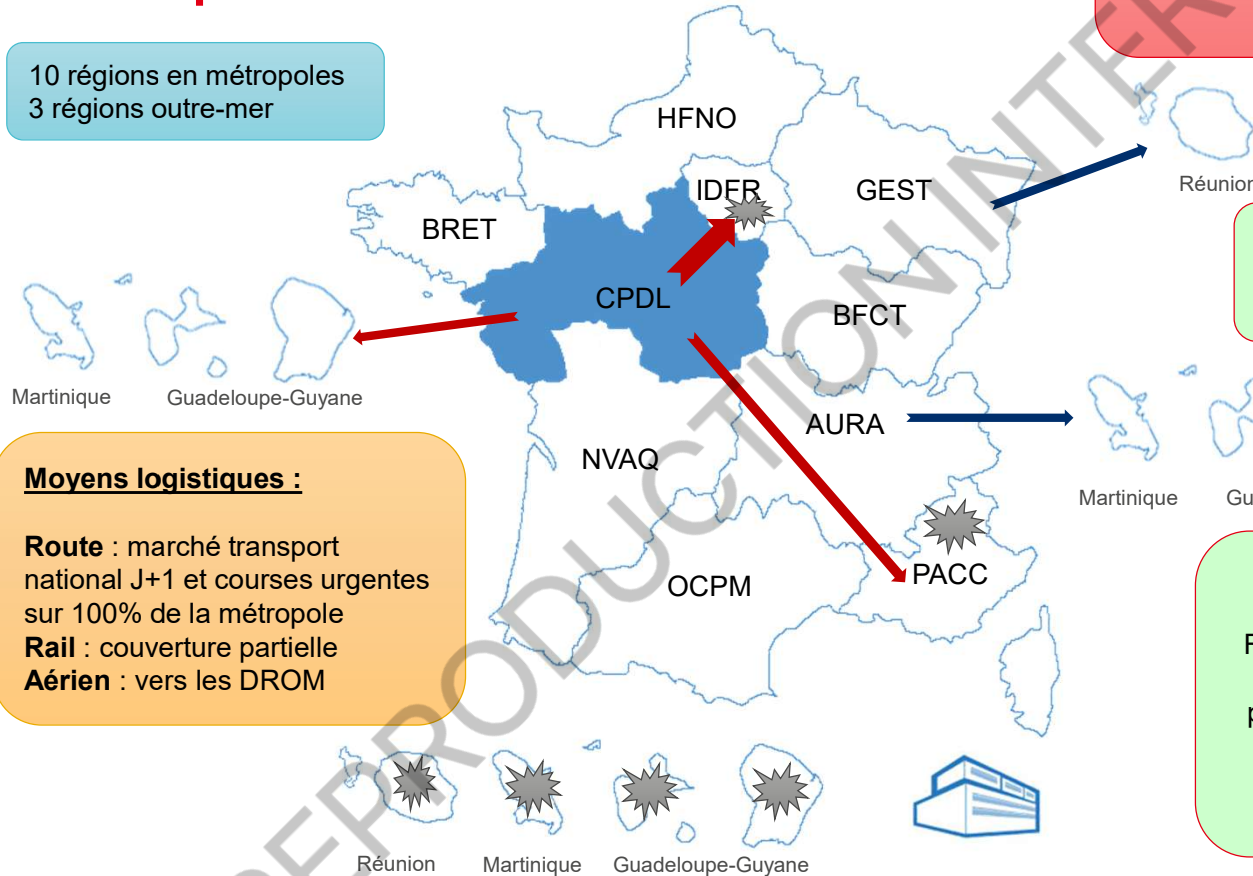 10 régions en métropoles
3 régions outre-mer
HFNO
IDFR
GEST
Réunion
BRET
CPDL
BFCT
Martinique
Guadeloupe-Guyane
AURA
NVAQ
Martinique
Gu
Moyens logistiques :
Route : marché transport
national J+1 et courses urgentes
sur 100% de la métropole
Rail : couverture partielle
Aérien : vers les DROM
OCPM
PACC
F
p
Réunion
Martinique
Guadeloupe-Guyane
REPRODUCTION INTER